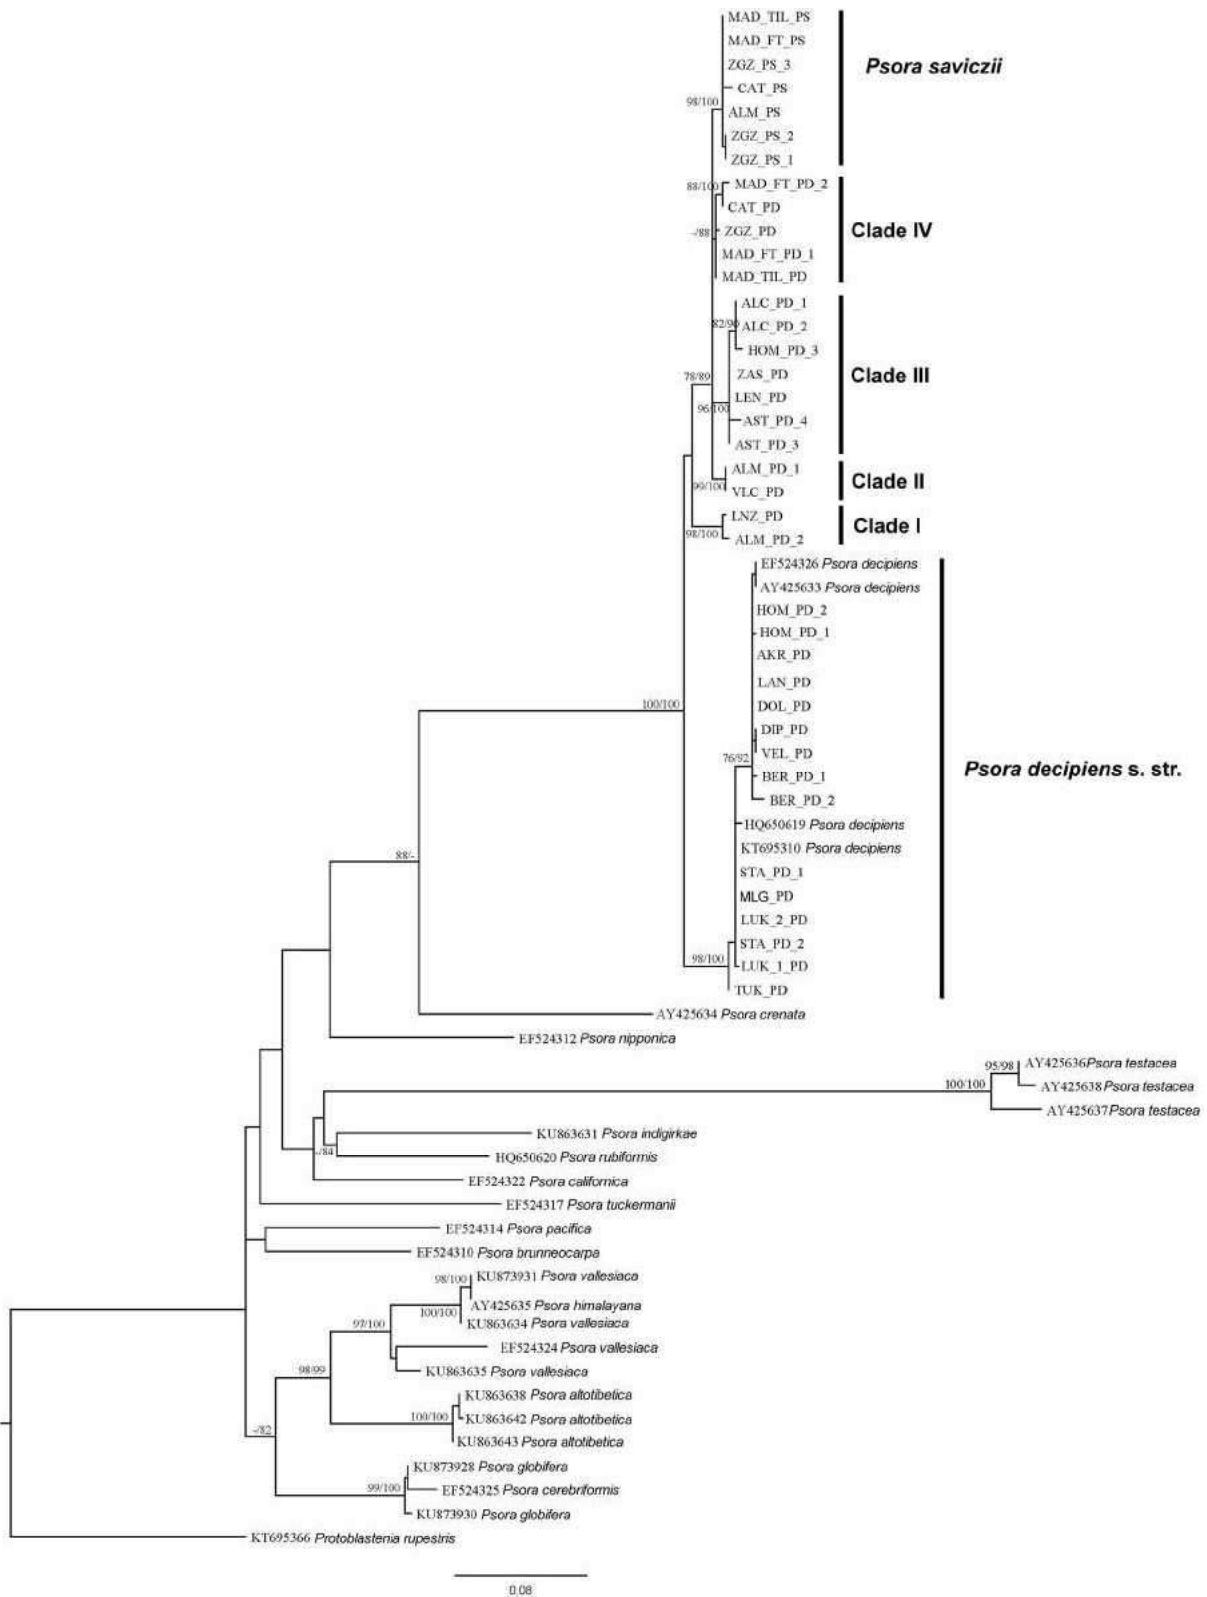 MAD_TIL_PS
MAD_FT_PS
ZGZ_PS_3
Psora saviczii
CAT_PS
98/100
ALM_PS
ZGZ_PS_2
ZGZ_PS_1
88/100
MAD_FT_PD_2
CAT_PD
-/88
ZGZ_PD
Clade IV
MAD_FT_PD_1
MAD_TIL_PD
ALC_PD_1
82/90
ALC_PD_2
HOM_PD_3
78/89
ZAS_PD
Clade III
LEN_PD
96/100
AST_PD_4
AST_PD_3
ALM_PD_1
99/100
Clade II
VLC_PD
LNZ_PD
98/100
Clade I
ALM_PD_2
EF524326 Psora decipiens
AY425633 Psora decipiens
HOM_PD_2
HOM_PD_1
AKR_PD
LAN_PD
100/100
DOL_PD
DIP_PD
76/92
VEL_PD
Psora decipiens s. str.
BER_PD_1
BER_PD_2
HQ650619 Psora decipiens
KT695310 Psora decipiens
88/-
STA_PD_1
MLG_PD
LUK_2_PD
STA_PD_2
98/100
LUK_1_PD
TUK_PD
AY425634 Psora crenata
EF524312 Psora nipponica
95/98
AY425636Psora testacea
100/100
AY425638 Psora testacea
AY425637Psora testacea
KU863631 Psora indigirkae
-/84
HQ650620 Psora rubiformis
EF524322 Psora californica
EF524317 Psora tuckermanii
EF524314 Psora pacifica
EF524310 Psora brunneocarpa
98/100
KU873931 Psora vallesiaca
100/100
AY425635 Psora himalayana
97/100
KU863634 Psora vallesiaca
EF524324 Psora vallesiaca
98/99
KU863635 Psora vallesiaca
KU863638 Psora altotibetica
100/100
KU863642 Psora altotibetica
-/82
KU863643 Psora altotibetica
KU873928 Psora globifera
99/100
EF524325 Psora cerebriformis
KU873930 Psora globifera
KT695366 Protoblastenia rupestris
0.08